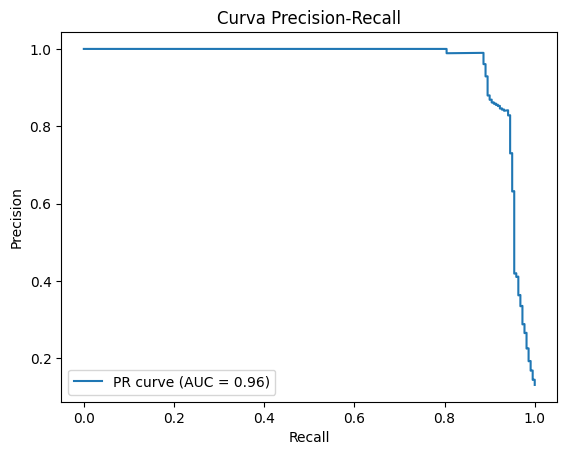 Curva Precision-Recall
Precision
1.0
0.8
0.6
0.4
0.2
PR curve (AUC = 0.96)
0.0 0.2 0.4 0.6 0.8 1.0
Recall